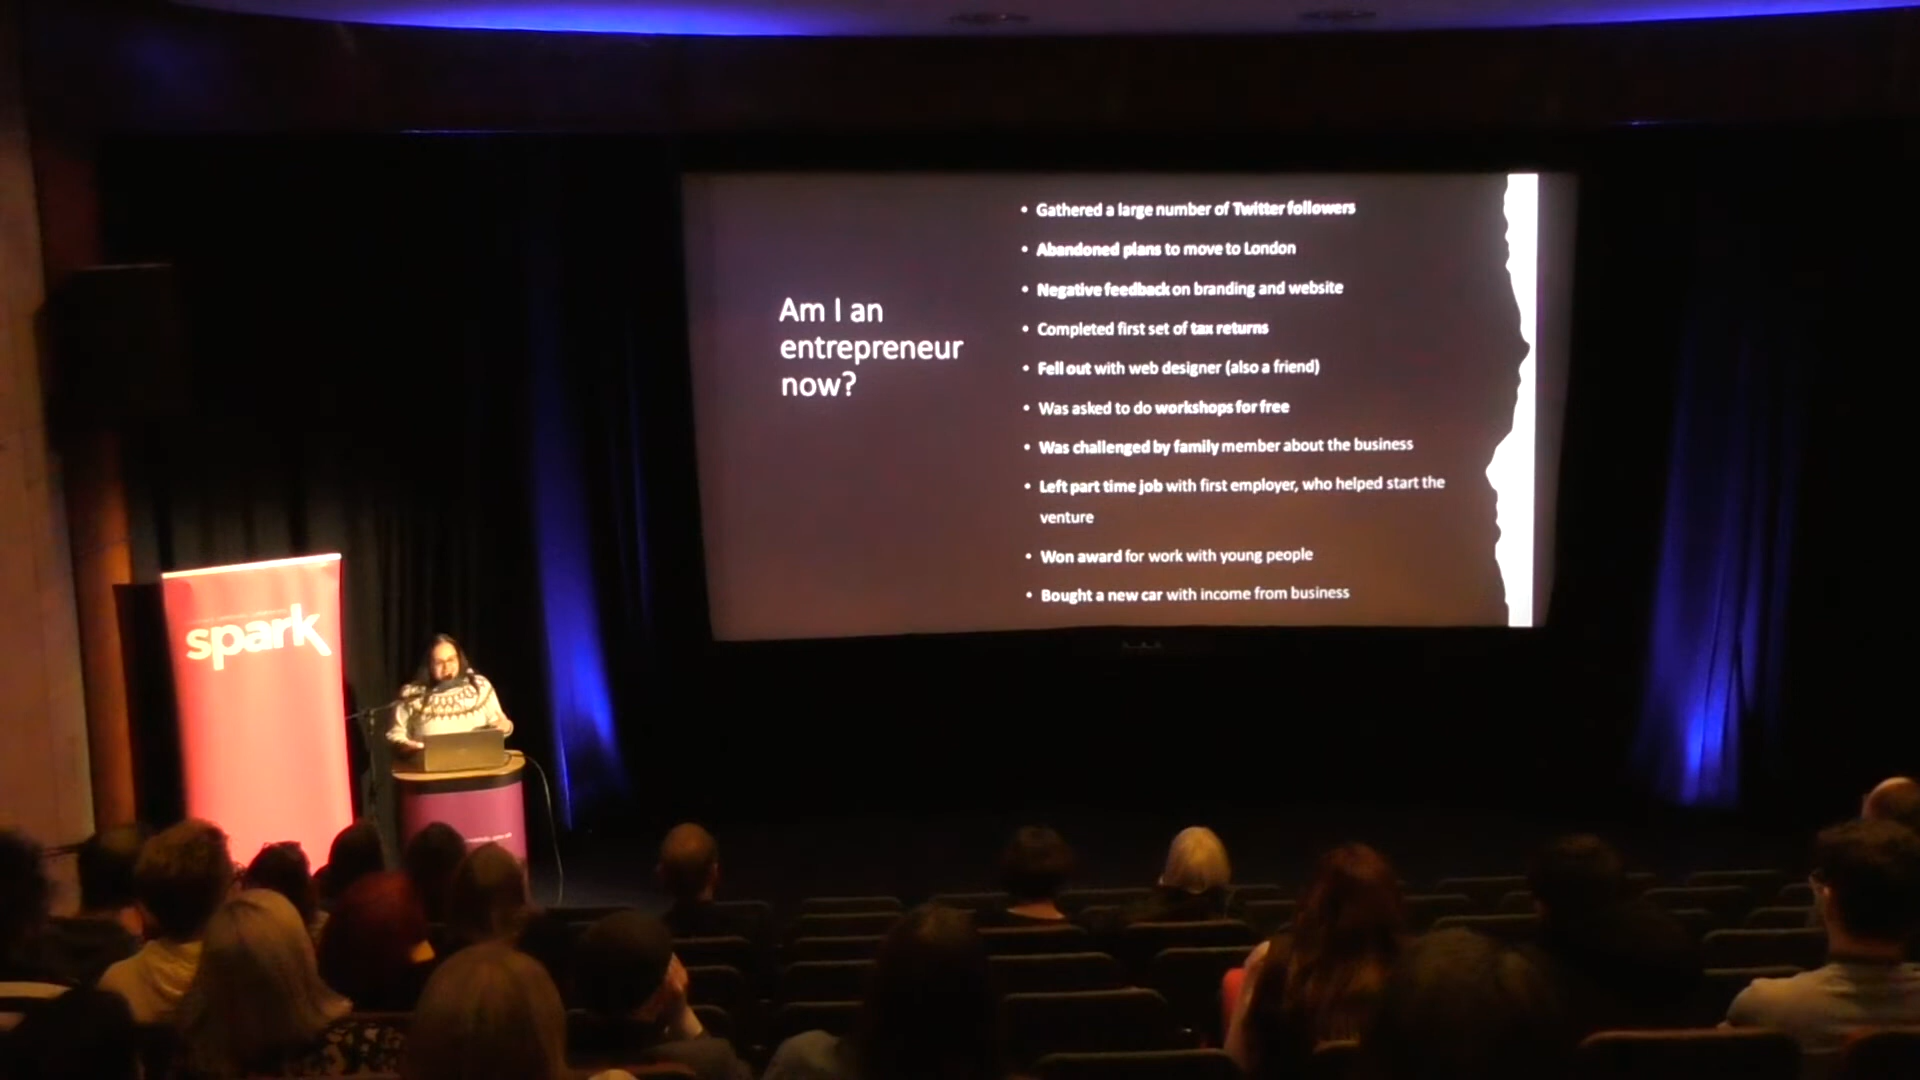 Am I an
entrepreneur
now?
• Gathered a large number of Twitter followers
• Abandoned plans to move to London
• Negative feedback on branding and website
• Completed first set of tax returns
• Fell out with web designer (also a friend)
• Was asked to do workshops for free
• Was challenged by family member about the business
• Left part time job with first employer, who helped start the
venture
• Won award for work with young people
• Bought a new car with income from business
spark